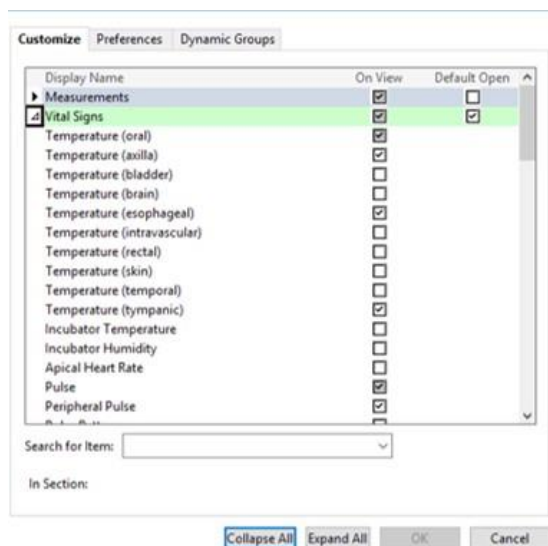 Customize Preferences Dynamic Groups
Display Name On View Default Open
Measurements
Vital Signs
Temperature (oral)
Temperature (axilla)
Temperature (bladder)
Temperature (brain)
Temperature (esophageal)
Temperature (intravascular)
Temperature (rectal)
Temperature (skin)
Temperature (temporal)
Temperature (tympanic)
Incubator Temperature
Incubator Humidity
Apical Heart Rate
Pulse
Peripheral Pulse
Search for Item:
In Section:
Collapse All Expand All OK Cancel